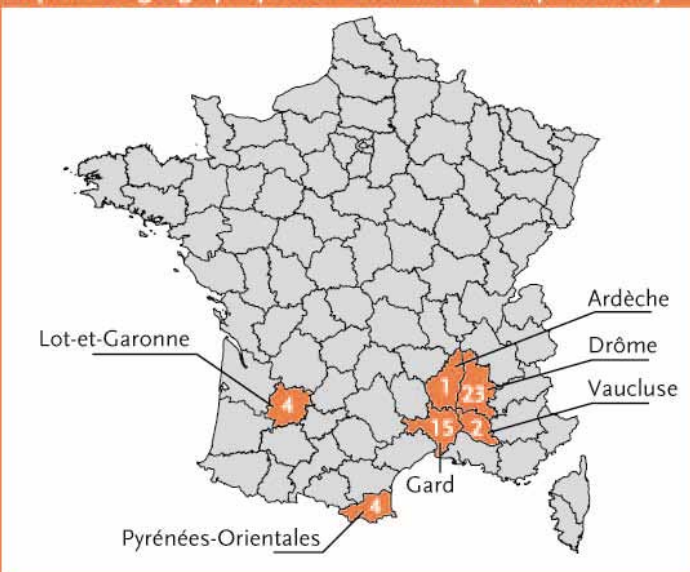 Ardèche
Lot-et-Garonne
Drôme
1
23
Vaucluse
4
15
2
Gard
4
Pyrénées-Orientales